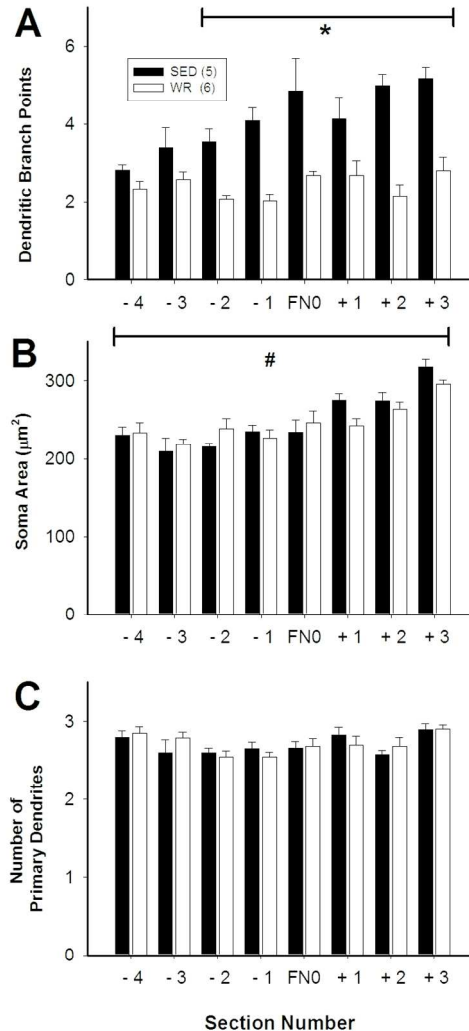 A
*
6
4
2
0
Dendritic Branch Points
SED (5)
WR (6)
- 4 - 3 - 2 - 1 FN0 + 1 + 2 + 3
B
#
300
200
100
0
Soma Area (μm²)
- 4 - 3 - 2 - 1 FN0 + 1 + 2 + 3
C
3
2
1
0
Number of
Primary Dendrites
- 4 - 3 - 2 - 1 FN0 + 1 + 2 + 3
Section Number